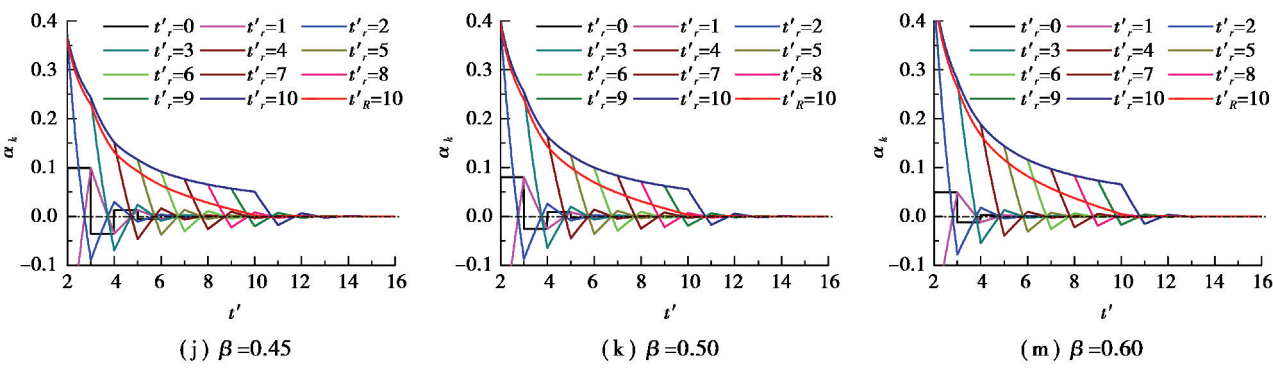 t'r=0 t'r=1 t'r=2
t'r=3 t'r=4 t'r=5
t'r=6 t'r=7 t'r=8
t'r=9 t'r=10 t'R=10
0.4
0.3
0.2
0.1
0.0
−0.1
αk
2 4 6 8 10 12 14 16
t'
(j) β=0.45
t'r=0 t'r=1 t'r=2
t'r=3 t'r=4 t'r=5
t'r=6 t'r=7 t'r=8
t'r=9 t'r=10 t'R=10
0.4
0.3
0.2
0.1
0.0
−0.1
αk
2 4 6 8 10 12 14 16
t'
(k) β=0.50
t'r=0 t'r=1 t'r=2
t'r=3 t'r=4 t'r=5
t'r=6 t'r=7 t'r=8
t'r=9 t'r=10 t'R=10
0.4
0.3
0.2
0.1
0.0
−0.1
αk
2 4 6 8 10 12 14 16
t'
(m) β=0.60